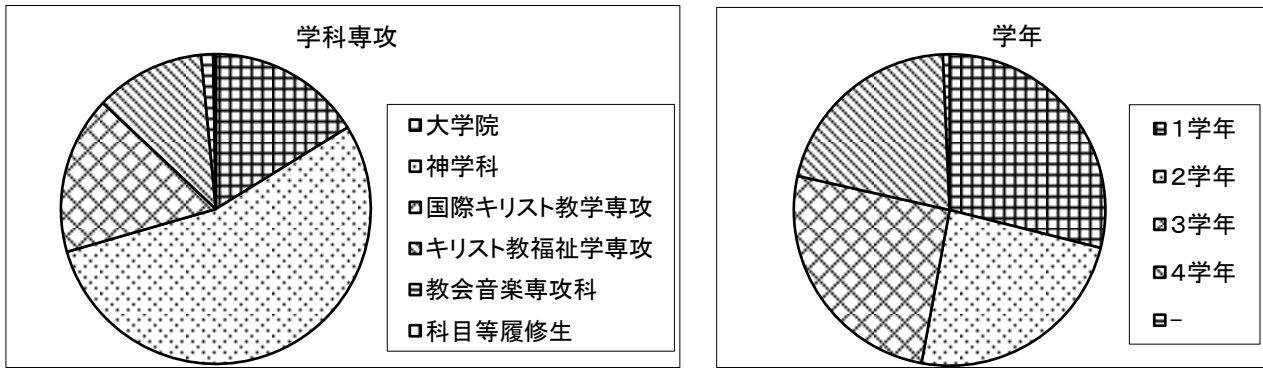 学科専攻
大学院
神学科
国際キリスト教学専攻
キリスト教福祉学専攻
教会音楽専攻科
科目等履修生
学年
1学年
2学年
3学年
4学年
-